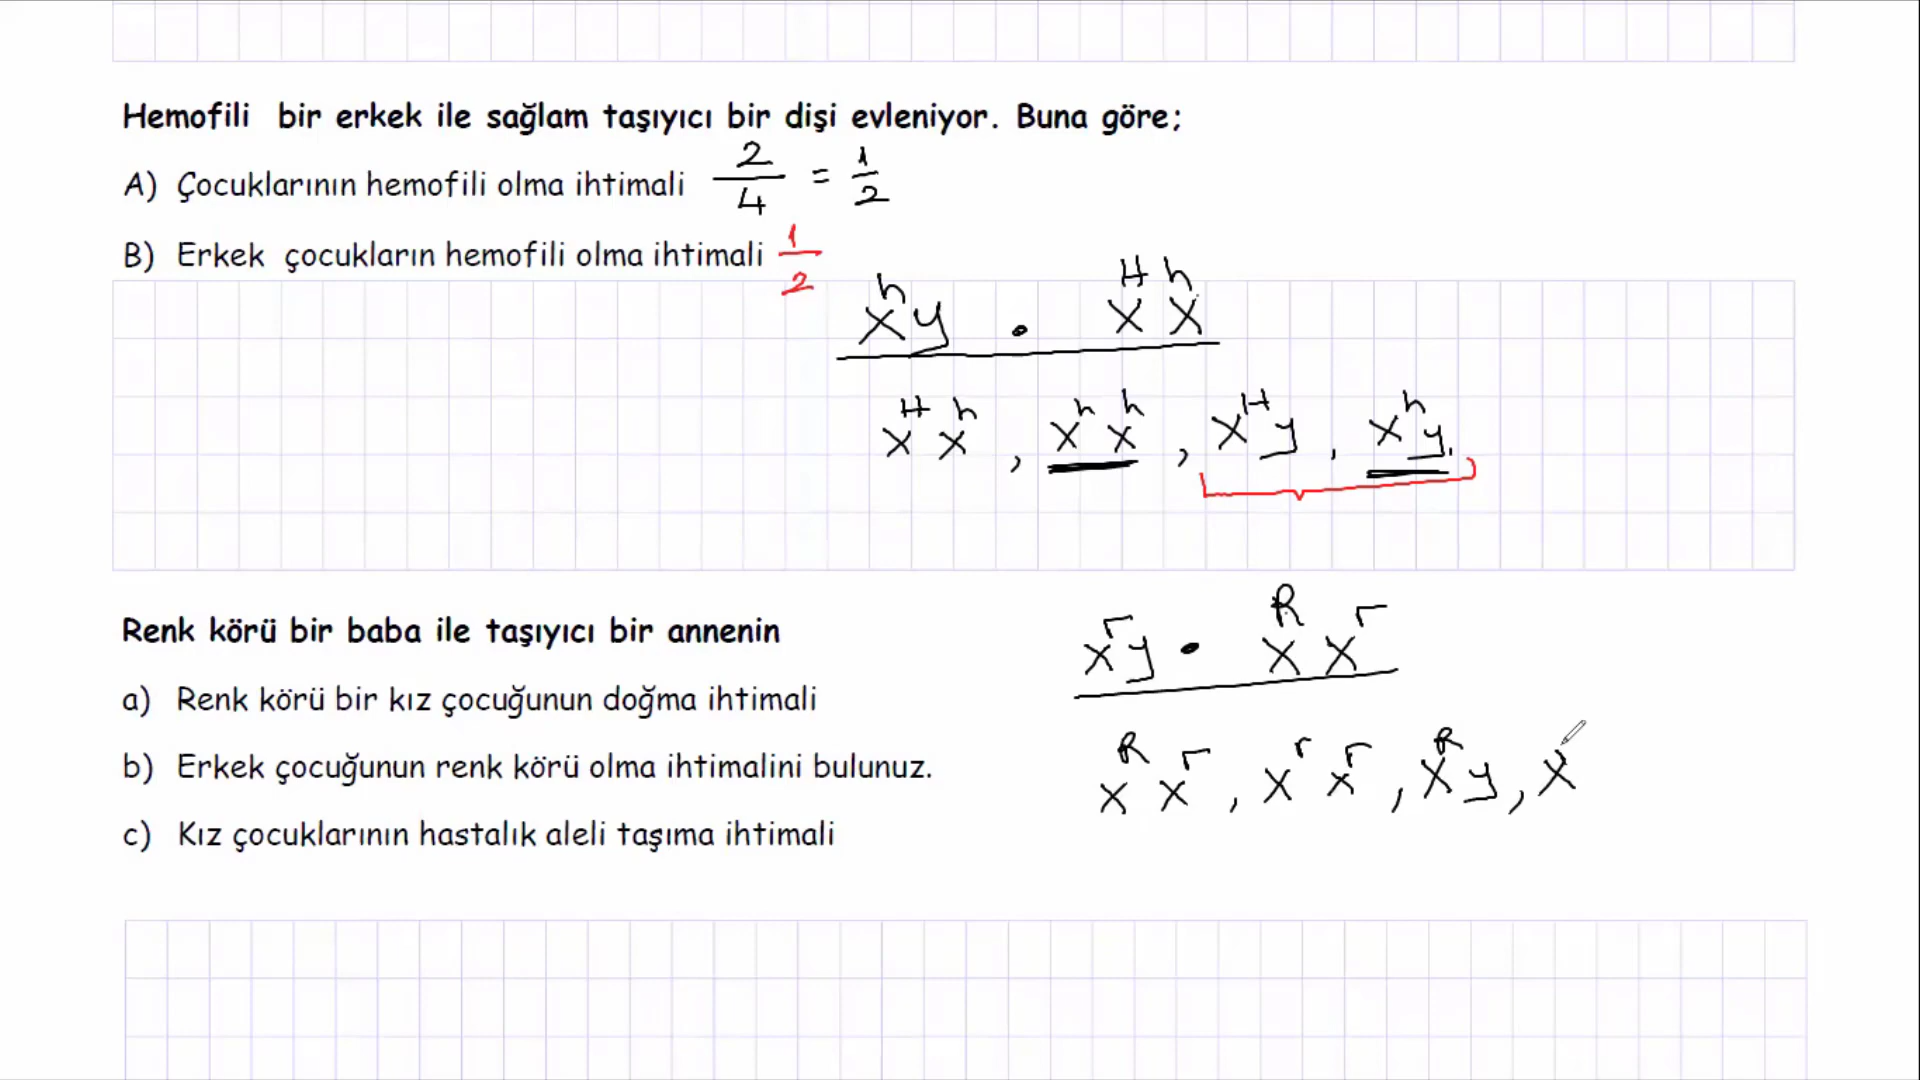 Hemofili bir erkek ile sağlam taşıyıcı bir dişi evleniyor. Buna göre;
A) Çocuklarının hemofili olma ihtimali 2/4 = 1/2
B) Erkek çocukların hemofili olma ihtimali 1/2
XʰY . Xᴴ Xʰ
Xᴴ Xʰ , Xʰ Xʰ , XᴴY , XʰY.
Renk körü bir baba ile taşıyıcı bir annenin
XʳY . Xᴿ Xʳ
a) Renk körü bir kız çocuğunun doğma ihtimali
b) Erkek çocuğunun renk körü olma ihtimalini bulunuz.
Xᴿ Xʳ , Xʳ Xʳ , XᴿY , X
c) Kız çocuklarının hastalık aleli taşıma ihtimali